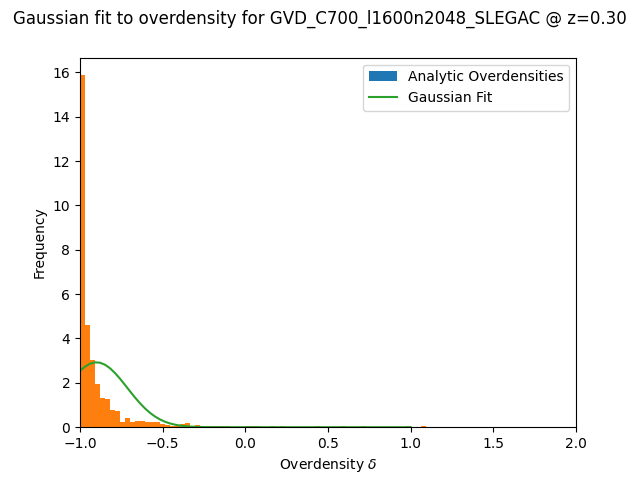 Gaussian fit to overdensity for GVD_C700_l1600n2048_SLEGAC @ z=0.30
Analytic Overdensities
Gaussian Fit
Frequency
16
14
12
10
8
6
4
2
0
−1.0 −0.5 0.0 0.5 1.0 1.5 2.0
Overdensity δ